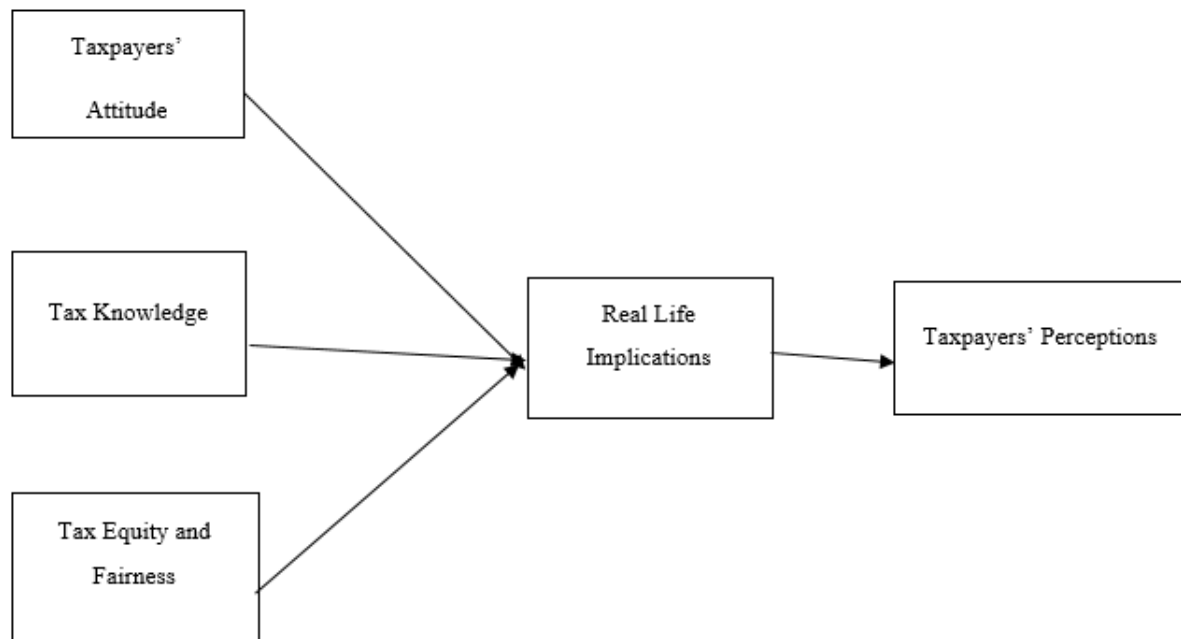 Taxpayers’
Attitude
Tax Knowledge
Real Life
Implications
Taxpayers’ Perceptions
Tax Equity and
Fairness